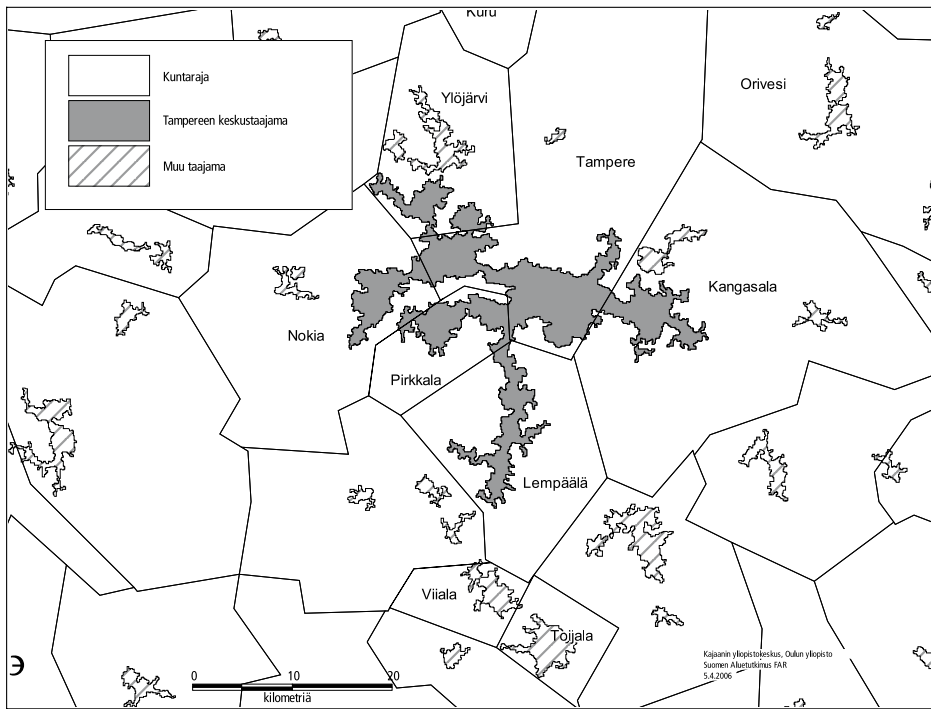 Kuru
Kuntaraja
Tampereen keskustaajama
Muu taajama
Ylöjärvi
Orivesi
Tampere
Kangasala
Nokia
Pirkkala
Lempäälä
Viiala
Toijala
Kajaanin yliopistokeskus, Oulun yliopisto
Suomen Aluetutkimus FAR
5.4.2006
0 10 20
kilometriä